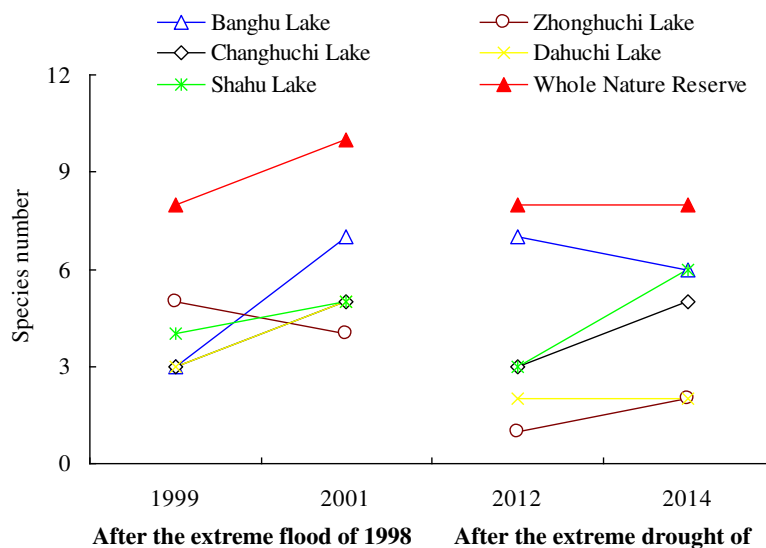 Banghu Lake
Zhonghuchi Lake
Changhuchi Lake
Dahuchi Lake
Shahu Lake
Whole Nature Reserve
Species number
12
9
6
3
0
1999
2001
2012
2014
After the extreme flood of 1998
After the extreme drought of